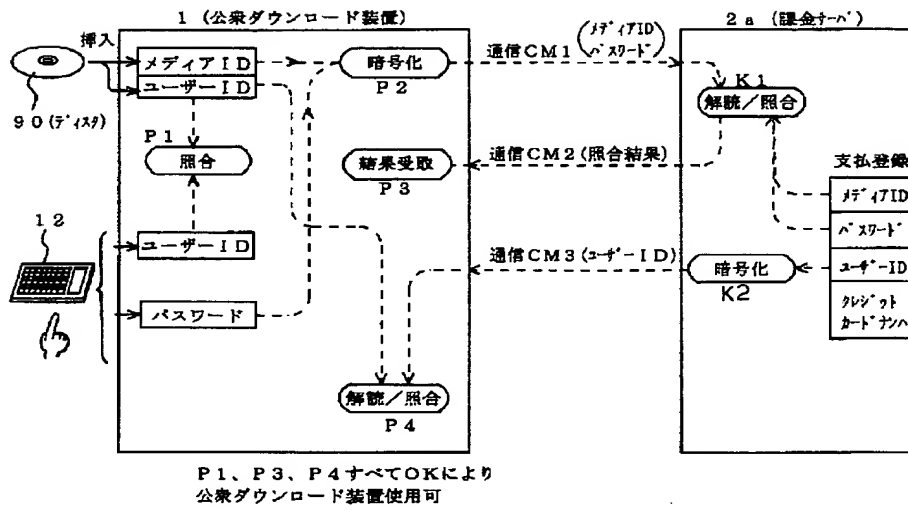 1 (公衆ダウンロード装置)
2a (課金サーバ)
挿入
メディアID
ユーザーID
90(ディスク)
暗号化
P2
通信CM1
メディアID
パスワード
K1
解読/照合
P1
照合
結果受取
P3
通信CM2(照合結果)
支払登録
メディアID
パスワード
ユーザーID
クレジット
カードナンバ
12
ユーザーID
通信CM3(ユーザーID)
暗号化
K2
パスワード
解読/照合
P4
P1、P3、P4すべてOKにより
公衆ダウンロード装置使用可